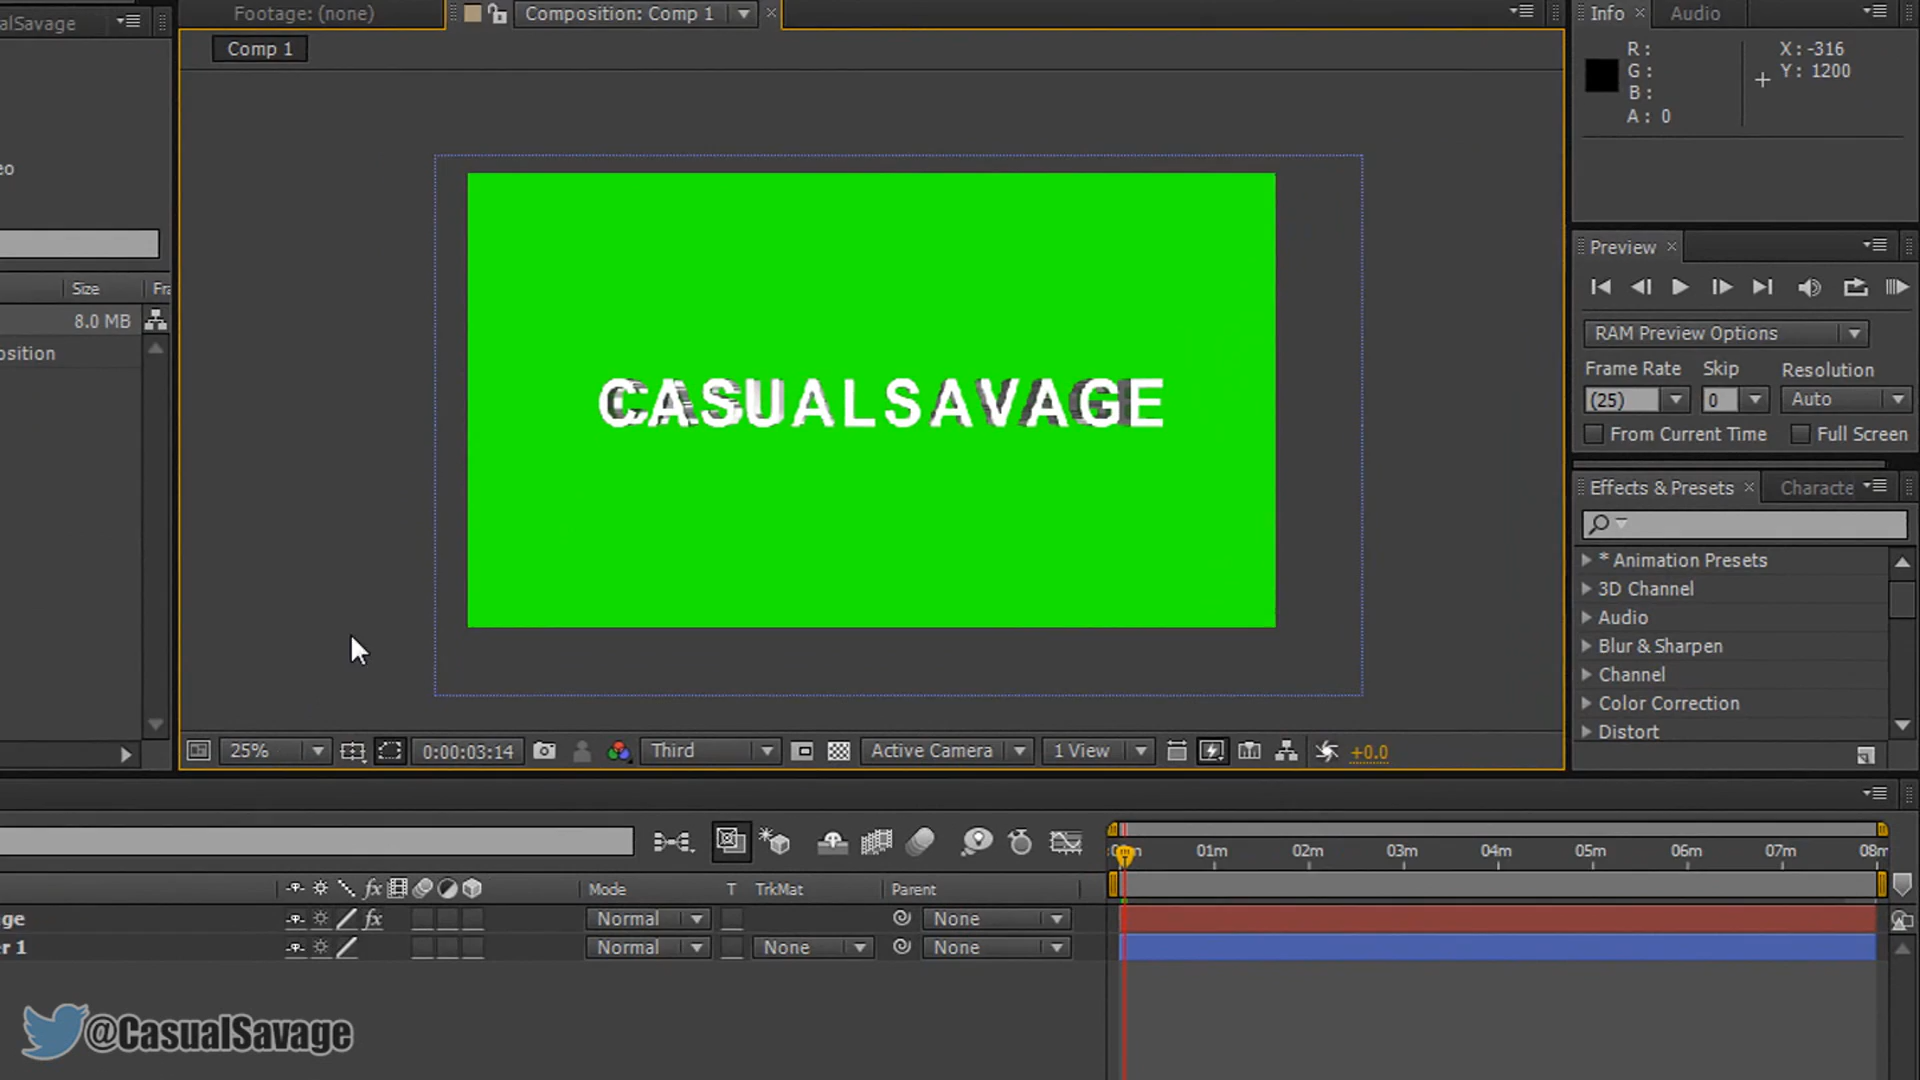 alSavage
Footage: (none)
Composition: Comp 1
Info
Audio
Comp 1
R :
G :
B :
A : 0
X : -316
Y : 1200
+
eo
CASUALSAVAGE
Size
Fra
8.0 MB
osition
Preview
RAM Preview Options
Frame Rate
Skip
Resolution
(25)
0
Auto
From Current Time
Full Screen
Effects & Presets
Characte
* Animation Presets
3D Channel
Audio
Blur & Sharpen
Channel
Color Correction
Distort
25%
0:00:03:14
Third
Active Camera
1 View
+0.0
01m
02m
03m
04m
05m
06m
07m
08m
fx
Mode
T
TrkMat
Parent
ge
fx
Normal
None
r 1
Normal
None
None
@CasualSavage